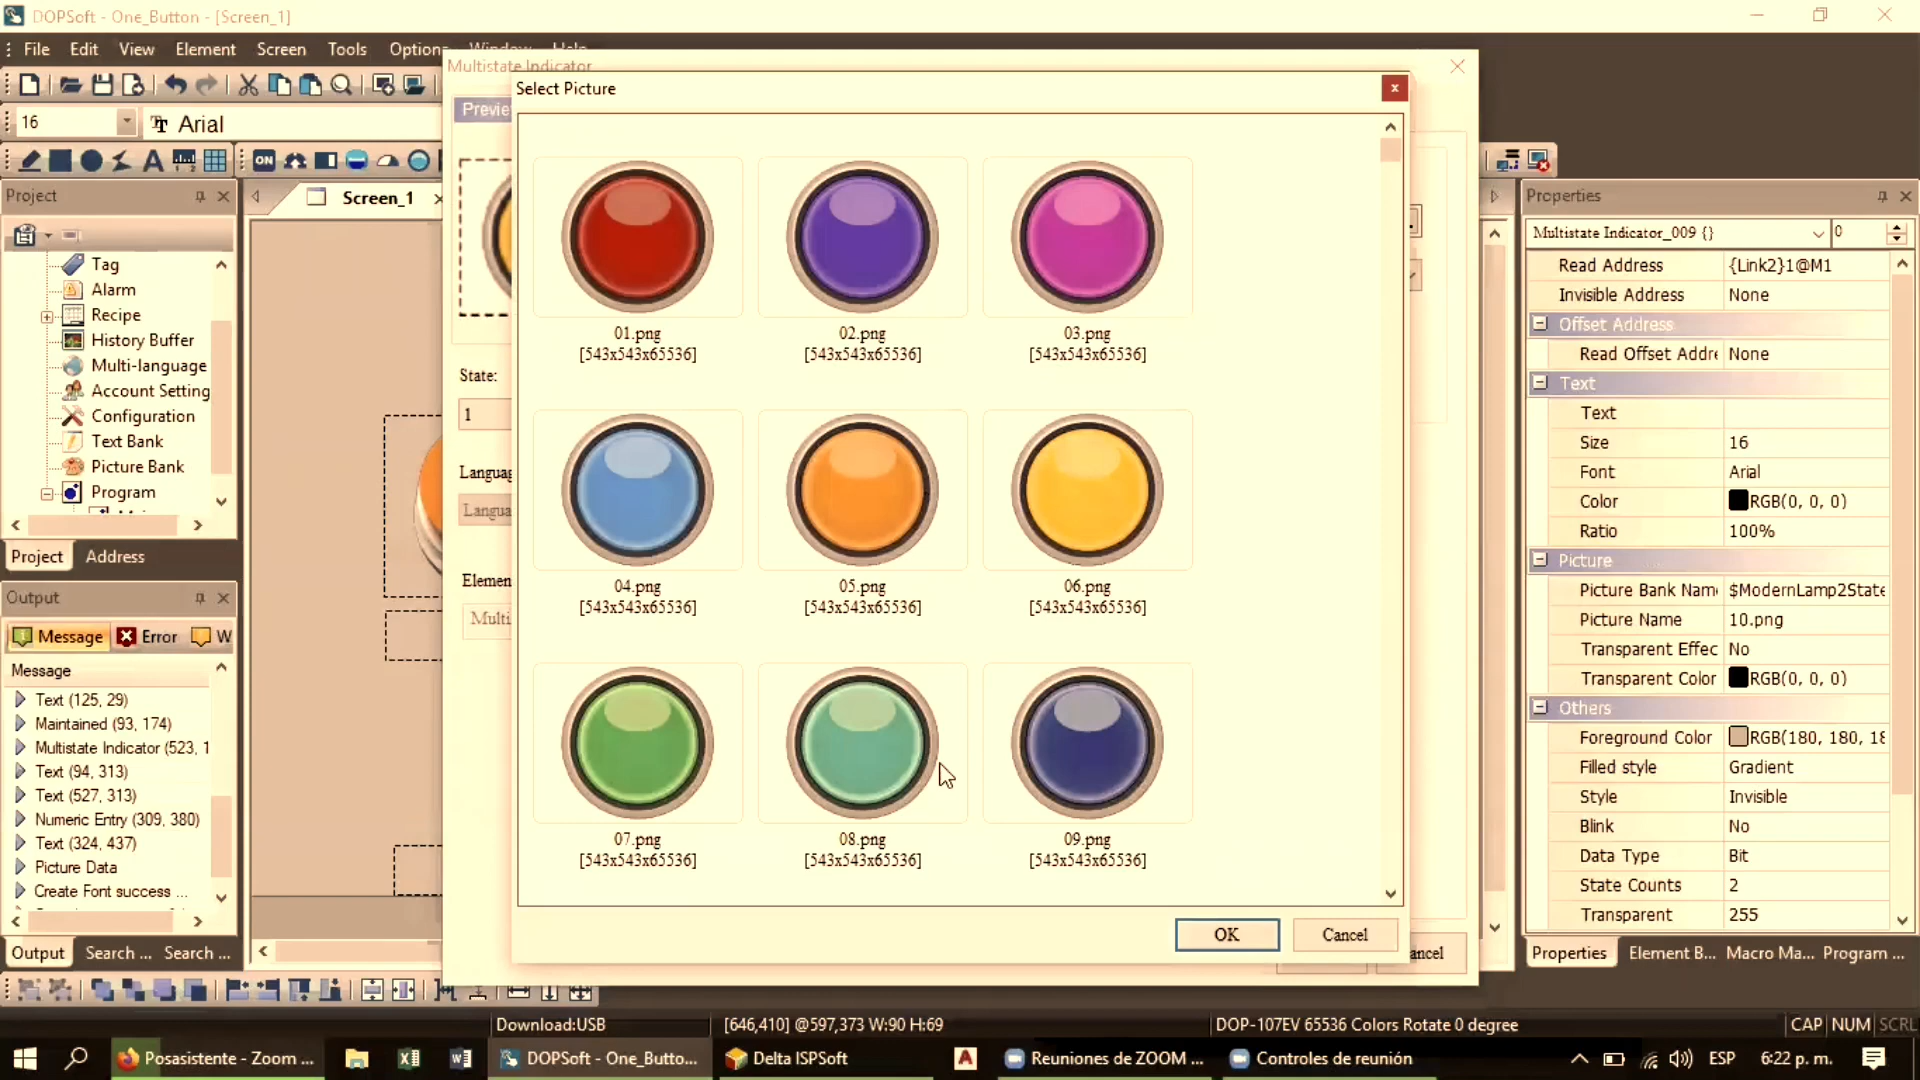 DOPSoft - One_Button - [Screen_1]
File Edit View Element Screen Tools Options Window Help
Multistate Indicator
Select Picture
16
Arial
Preview
ON
01.png
[543x543x65536]
02.png
[543x543x65536]
03.png
[543x543x65536]
04.png
[543x543x65536]
05.png
[543x543x65536]
06.png
[543x543x65536]
07.png
[543x543x65536]
08.png
[543x543x65536]
09.png
[543x543x65536]
OK
Cancel
State:
1
Languag
Langua
Elemen
Multi
ancel
Project
Screen_1
Tag
Alarm
Recipe
History Buffer
Multi-language
Account Setting
Configuration
Text Bank
Picture Bank
Program
Project Address
Output
Message Error W
Message
Text (125, 29)
Maintained (93, 174)
Multistate Indicator (523, 1
Text (94, 313)
Text (527, 313)
Numeric Entry (309, 380)
Text (324, 437)
Picture Data
Create Font success ...
Output Search ... Search ...
Properties
Multistate Indicator_009 {} 0
Read Address {Link2}1@M1
Invisible Address None
Offset Address
Read Offset Addre None
Text
Text
Size 16
Font Arial
Color RGB(0, 0, 0)
Ratio 100%
Picture
Picture Bank Name $ModernLamp2State
Picture Name 10.png
Transparent Effec No
Transparent Color RGB(0, 0, 0)
Others
Foreground Color RGB(180, 180, 18
Filled style Gradient
Style Invisible
Blink No
Data Type Bit
State Counts 2
Transparent 255
Properties Element B... Macro Ma... Program ...
Download:USB
[646,410] @597,373 W:90 H:69
DOP-107EV 65536 Colors Rotate 0 degree
CAP NUM SCRL
Posasistente - Zoom ...
DOPSoft - One_Butto...
Delta ISPSoft
Reuniones de ZOOM ...
Controles de reunión
ESP
6:22 p. m.